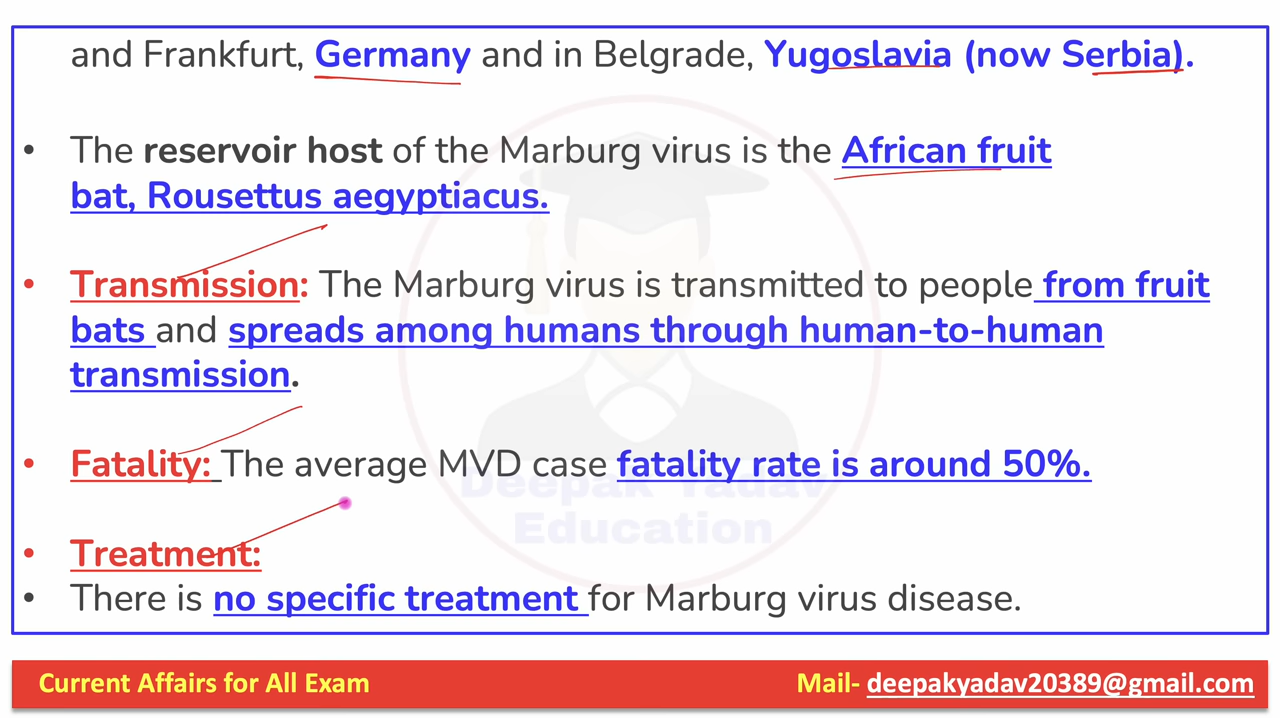 and Frankfurt, Germany and in Belgrade, Yugoslavia (now Serbia).
• The reservoir host of the Marburg virus is the African fruit
bat, Rousettus aegyptiacus.
• Transmission: The Marburg virus is transmitted to people from fruit
bats and spreads among humans through human-to-human
transmission.
• Fatality: The average MVD case fatality rate is around 50%.
Deepak Yadav
Education
• Treatment:
• There is no specific treatment for Marburg virus disease.
Current Affairs for All Exam
Mail- deepakyadav20389@gmail.com